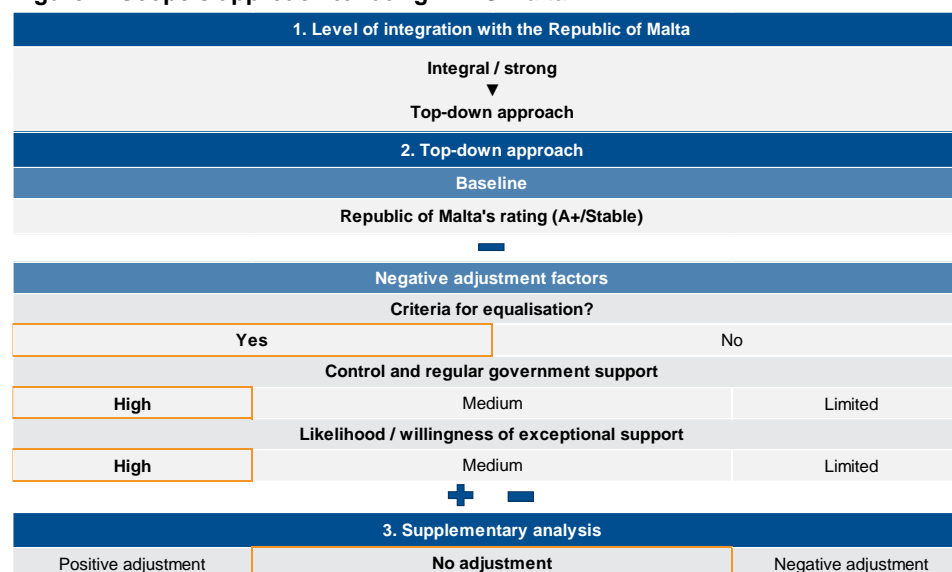 1. Level of integration with the Republic of Malta
Integral / strong
▼
Top-down approach
2. Top-down approach
Baseline
Republic of Malta's rating (A+/Stable)
Negative adjustment factors
Criteria for equalisation?
Yes No
Control and regular government support
High Medium Limited
Likelihood / willingness of exceptional support
High Medium Limited
3. Supplementary analysis
Positive adjustment No adjustment Negative adjustment